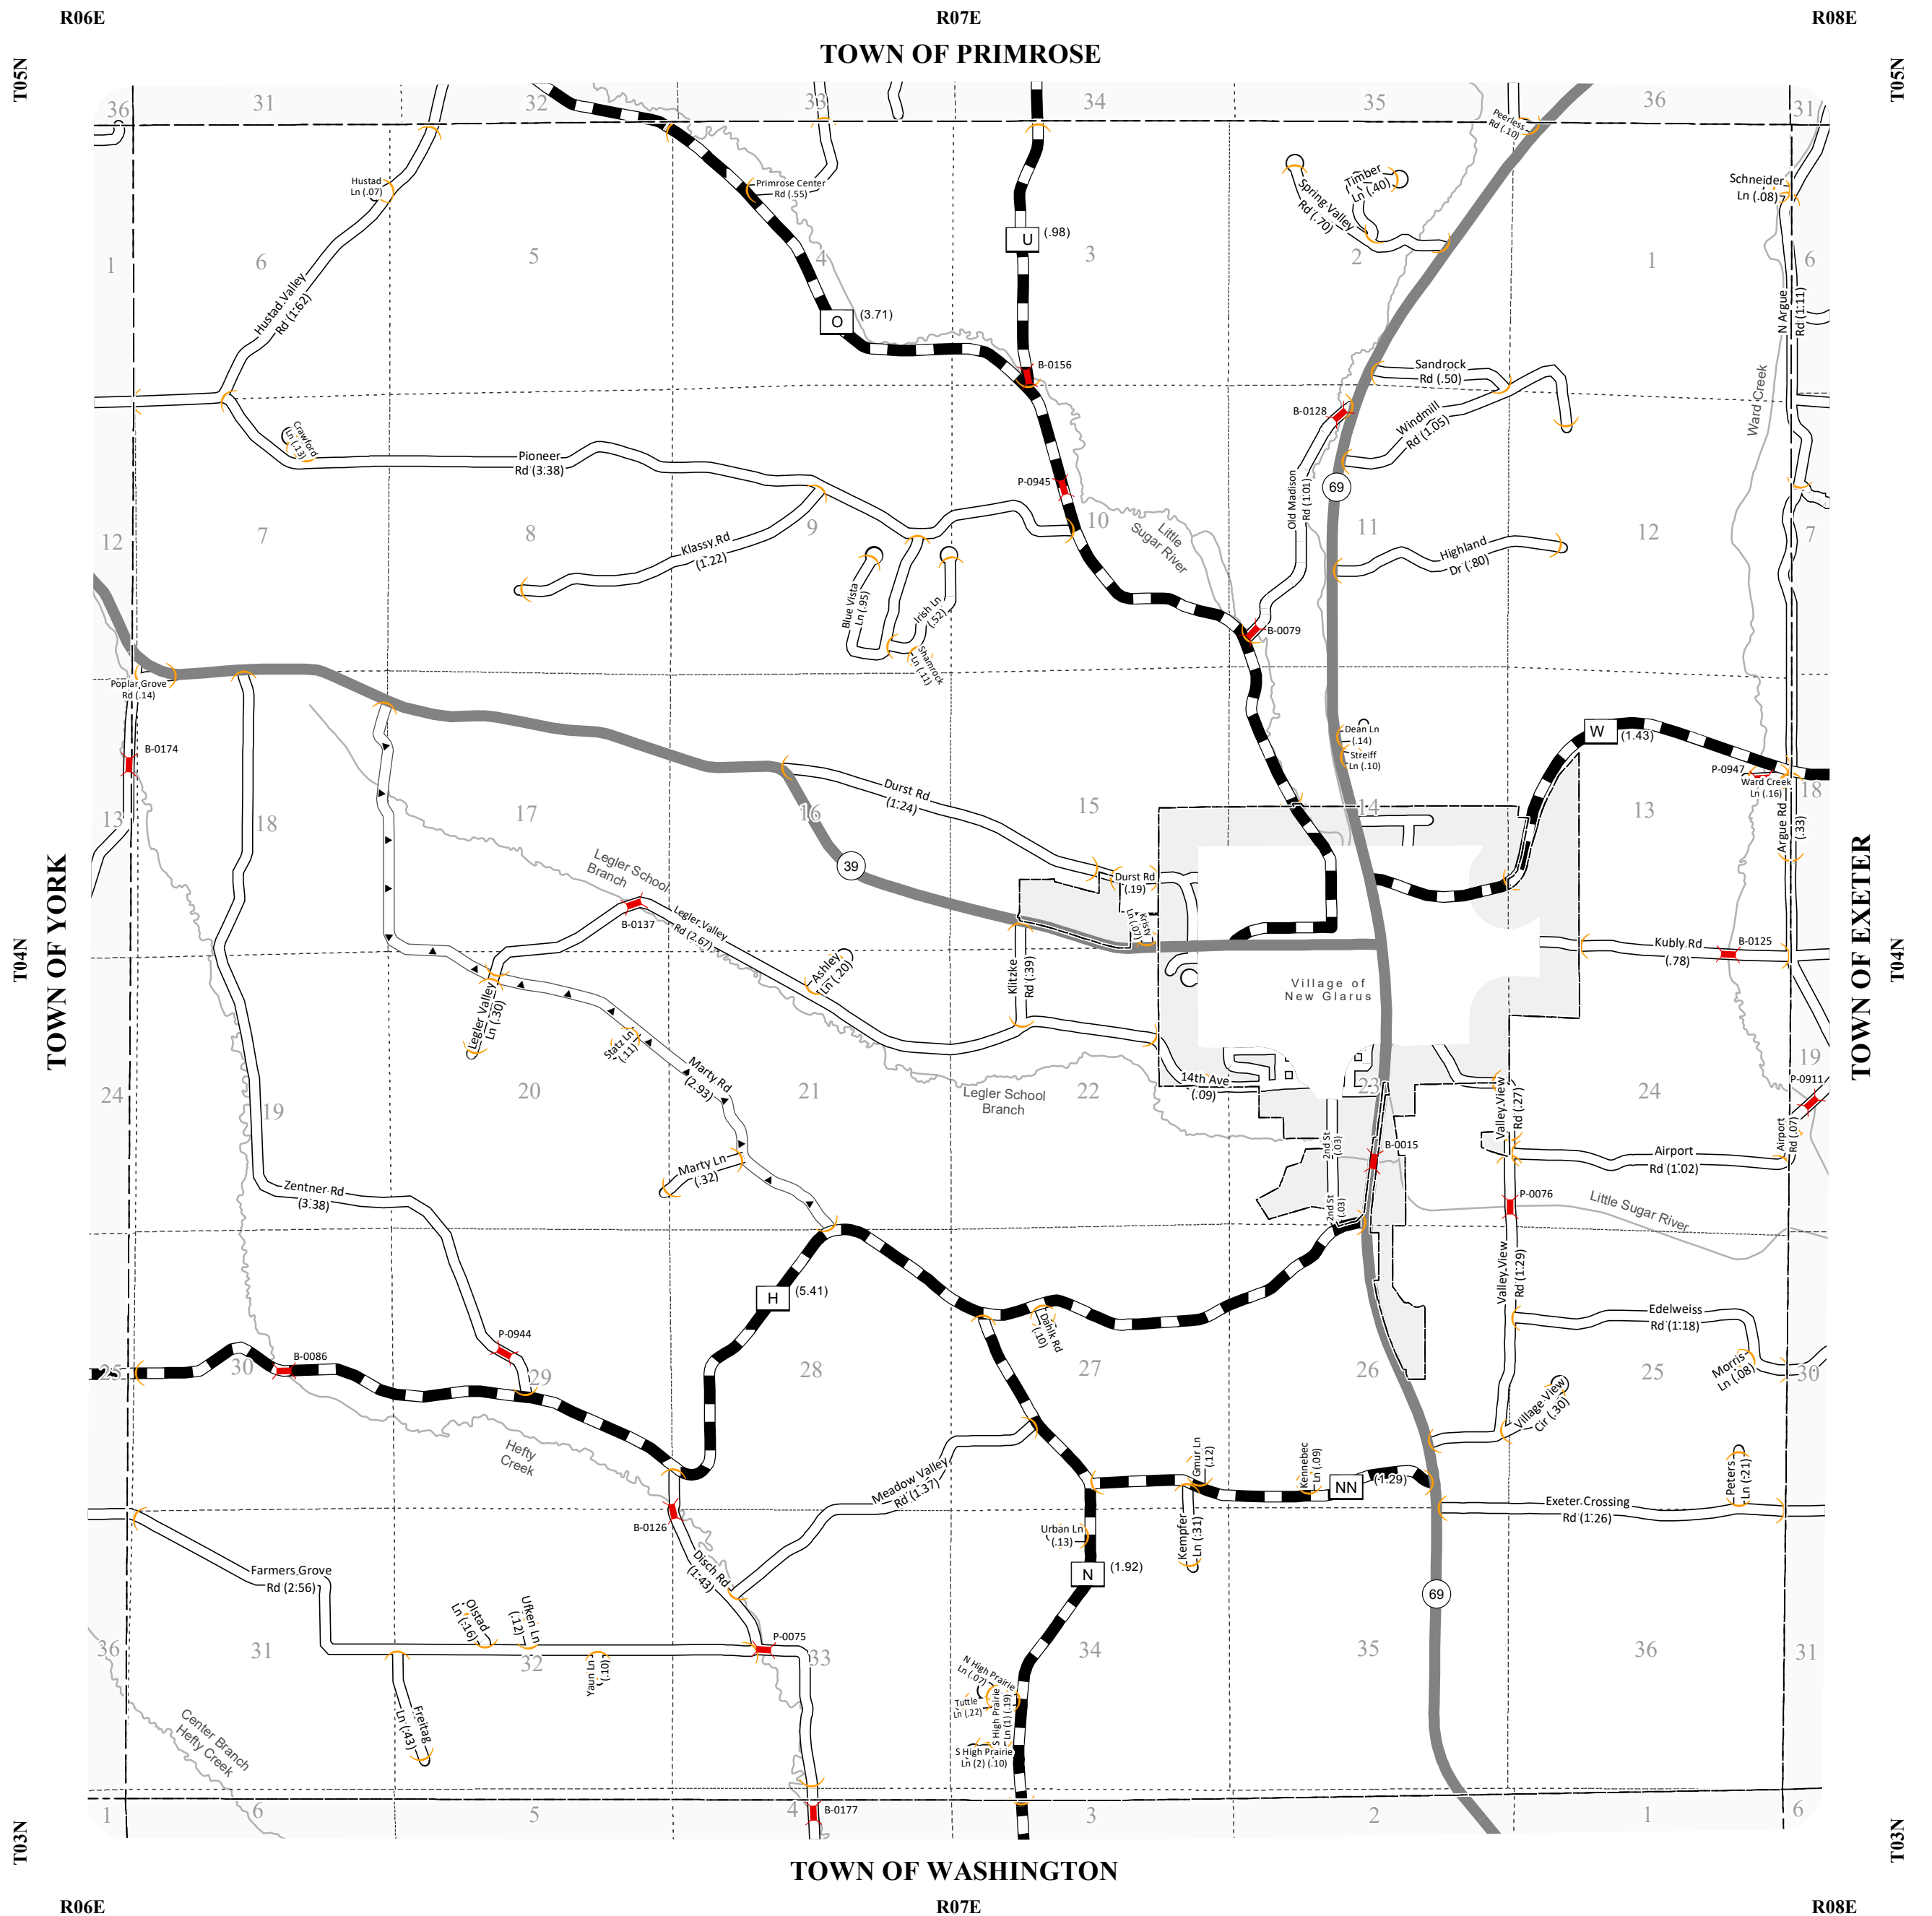 R06E
R07E
R08E
TOWN OF PRIMROSE
T05N
T05N
36
31
32
33
34
35
36
31
Peerless
Rd (.10)
Hustad
Ln (.07)
Primrose Center
Rd (.55)
Timber
Ln (.40)
Spring Valley
Rd (.70)
Schneider
Ln (.08)
U
(.98)
1
6
5
4
3
2
1
6
Hustad Valley
Rd (1.62)
O
(3.71)
N Argue
Rd (1.11)
B-0156
Sandrock
Rd (.50)
Ward Creek
B-0128
Windmill
Rd (1.05)
Crawford
Ln (.13)
Pioneer
Rd (3.38)
P-0945
69
Old Madison
Rd (1.01)
12
7
8
9
10
11
12
7
Little
Sugar River
Klassy Rd
(1.22)
Highland
Dr (.80)
Blue Vista
Ln (.95)
Irish Ln
(.52)
Shamrock
Ln (.11)
B-0079
Poplar Grove
Rd (.14)
B-0174
Dean Ln
(.14)
Streiff
Ln (.10)
W
(1.43)
P-0947
Ward Creek
Ln (.16)
Durst Rd
(1.24)
13
18
17
16
15
14
13
18
Argue Rd
(.33)
TOWN OF YORK
TOWN OF EXETER
39
Legler School
Branch
Durst Rd
(.19)
B-0137
Legler Valley
Rd (2.67)
Kristy
Ln (.07)
Kubly Rd
(.78)
B-0125
T04N
T04N
Ashley
Ln (.20)
Klitzke
Rd (.39)
Village of
New Glarus
Legler Valley
Ln (.30)
Statz Ln
(.11)
Marty Rd
(2.93)
19
P-0911
24
19
20
21
22
23
24
Legler School
Branch
14th Ave
(.09)
Valley View
Rd (.27)
Airport
Rd (.07)
2nd St
(.03)
B-0015
Airport
Rd (1.02)
Marty Ln
(.32)
Zentner Rd
(3.38)
2nd St
(.03)
P-0076
Little Sugar River
Valley View
Rd (1.29)
H
(5.41)
Dahlk Rd
(.10)
Edelweiss
Rd (1.18)
P-0944
B-0086
25
30
29
28
27
26
25
30
Morris
Ln (.08)
Village View
Cir (.30)
Hefty
Creek
Meadow Valley
Rd (1.37)
Gmur Ln
(.12)
Kennebec
Ln (.09)
NN
(1.29)
Peters
Ln (.21)
B-0126
Exeter Crossing
Rd (1.26)
Urban Ln
(.13)
Kempfer
Ln (.31)
Disch Rd
(1.43)
N
(1.92)
Farmers Grove
Rd (2.56)
69
Olstad
Ln (.16)
Ufken Ln
(.12)
P-0075
36
31
32
33
34
35
36
31
Yaun Ln
(.10)
N High Prairie
Ln (.07)
Tuttle
Ln (.22)
S High Prairie
Ln (1) (.19)
S High Prairie
Ln (2) (.10)
Freitag
Ln (.43)
Center Branch
Hefty Creek
1
6
5
4
B-0177
3
2
1
6
T03N
T03N
TOWN OF WASHINGTON
R06E
R07E
R08E